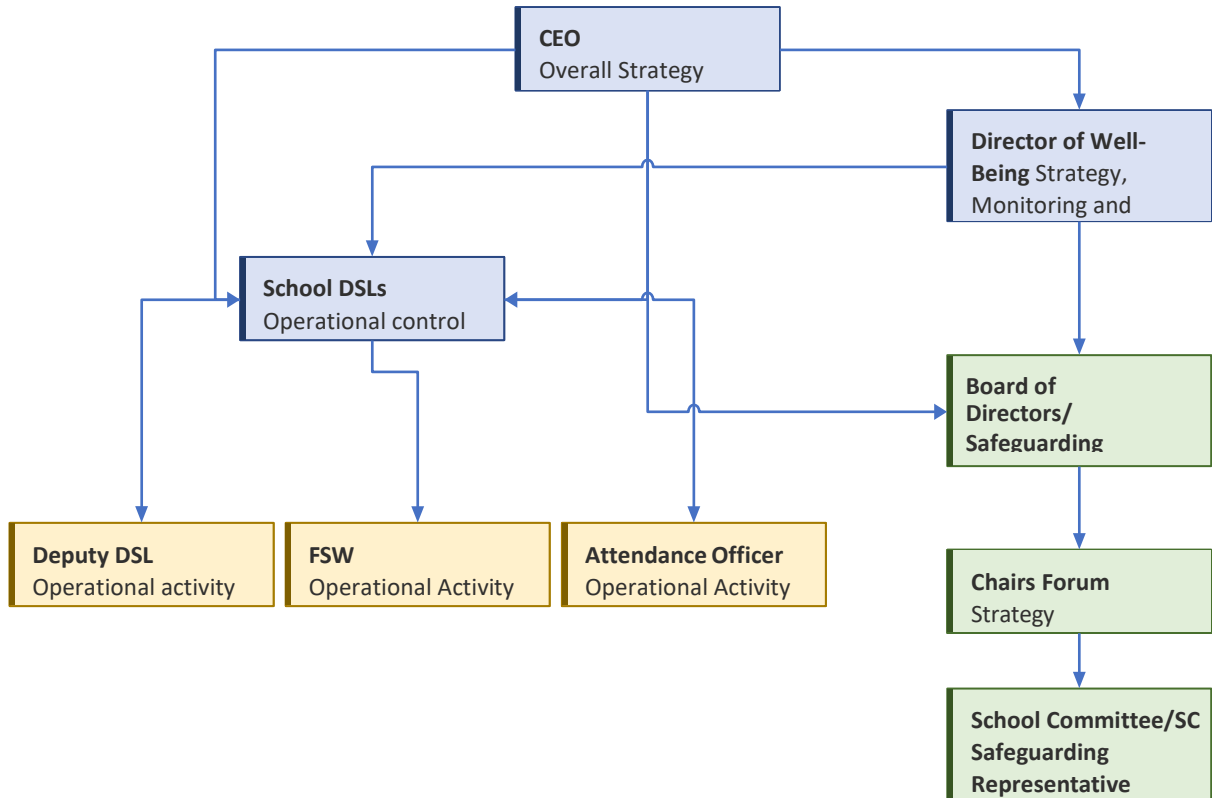 CEO
Overall Strategy
Director of Well-
Being Strategy,
Monitoring and
School DSLs
Operational control
Board of
Directors/
Safeguarding
Deputy DSL
Operational activity
FSW
Operational Activity
Attendance Officer
Operational Activity
Chairs Forum
Strategy
School Committee/SC
Safeguarding
Representative